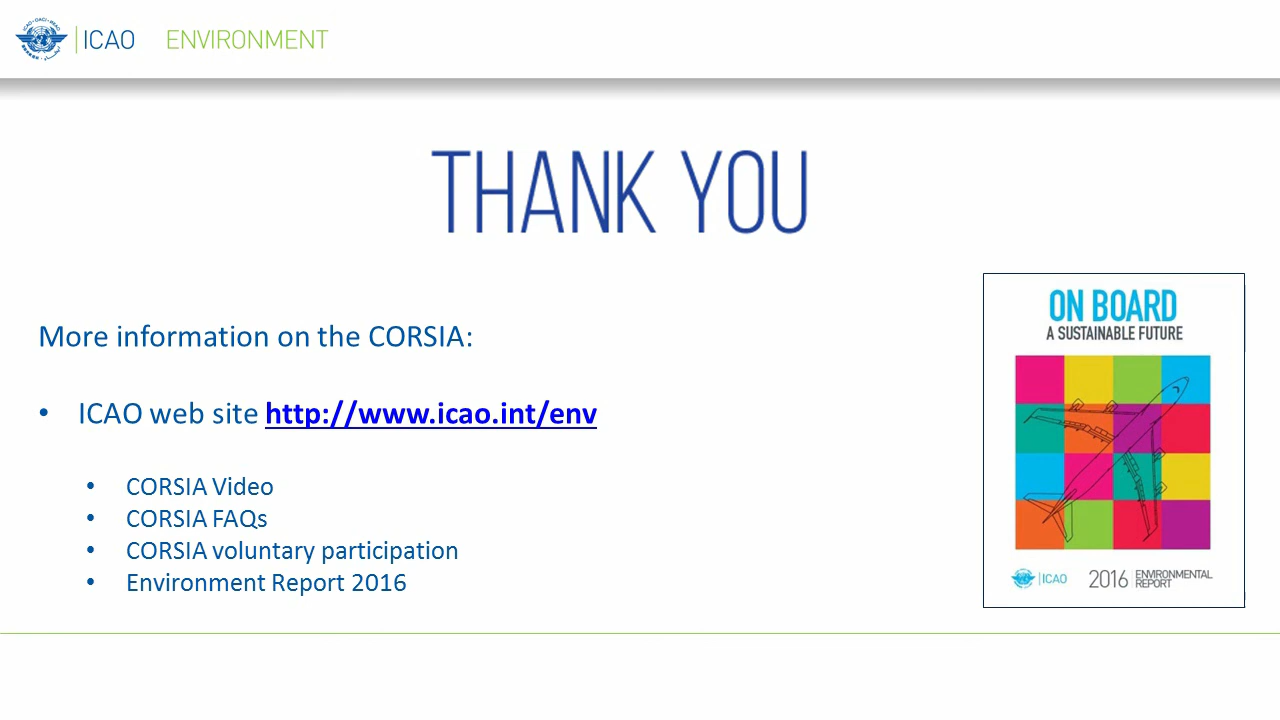 ICAO ENVIRONMENT
THANK YOU
More information on the CORSIA:
• ICAO web site http://www.icao.int/env
• CORSIA Video
• CORSIA FAQs
• CORSIA voluntary participation
• Environment Report 2016
ON BOARD
A SUSTAINABLE FUTURE
ICAO 2016 ENVIRONMENTAL
REPORT